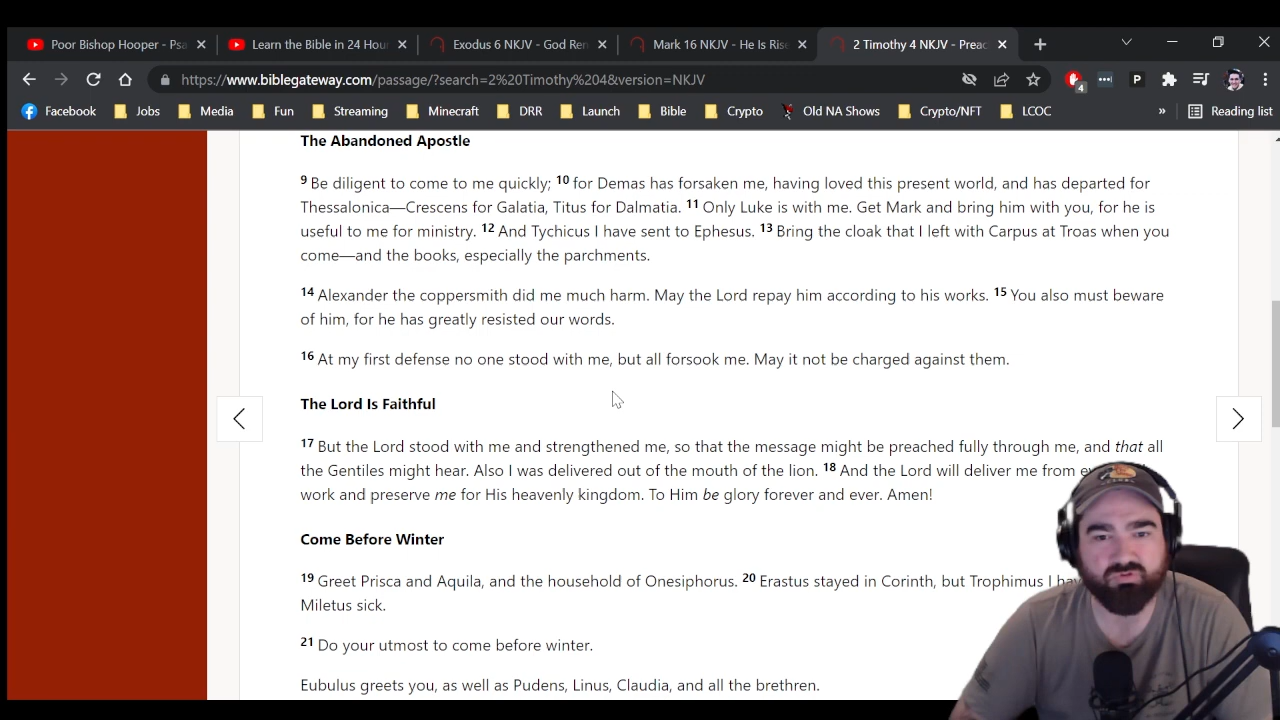 Poor Bishop Hooper - Psa Learn the Bible in 24 Hou Exodus 6 NKJV - God Ren Mark 16 NKJV - He Is Rise 2 Timothy 4 NKJV - Preac
https://www.biblegateway.com/passage/?search=2%20Timothy%204&version=NKJV 4 P
Facebook Jobs Media Fun Streaming Minecraft DRR Launch Bible Crypto Old NA Shows Crypto/NFT LCOC » Reading list
The Abandoned Apostle
9 Be diligent to come to me quickly; 10 for Demas has forsaken me, having loved this present world, and has departed for
Thessalonica—Crescens for Galatia, Titus for Dalmatia. 11 Only Luke is with me. Get Mark and bring him with you, for he is
useful to me for ministry. 12 And Tychicus I have sent to Ephesus. 13 Bring the cloak that I left with Carpus at Troas when you
come—and the books, especially the parchments.
14 Alexander the coppersmith did me much harm. May the Lord repay him according to his works. 15 You also must beware
of him, for he has greatly resisted our words.
16 At my first defense no one stood with me, but all forsook me. May it not be charged against them.
The Lord Is Faithful
17 But the Lord stood with me and strengthened me, so that the message might be preached fully through me, and that all
the Gentiles might hear. Also I was delivered out of the mouth of the lion. 18 And the Lord will deliver me from
work and preserve me for His heavenly kingdom. To Him be glory forever and ever. Amen!
Come Before Winter
19 Greet Prisca and Aquila, and the household of Onesiphorus. 20 Erastus stayed in Corinth, but Trophimus I
Miletus sick.
21 Do your utmost to come before winter.
Eubulus greets you, as well as Pudens, Linus, Claudia, and all the brethren.